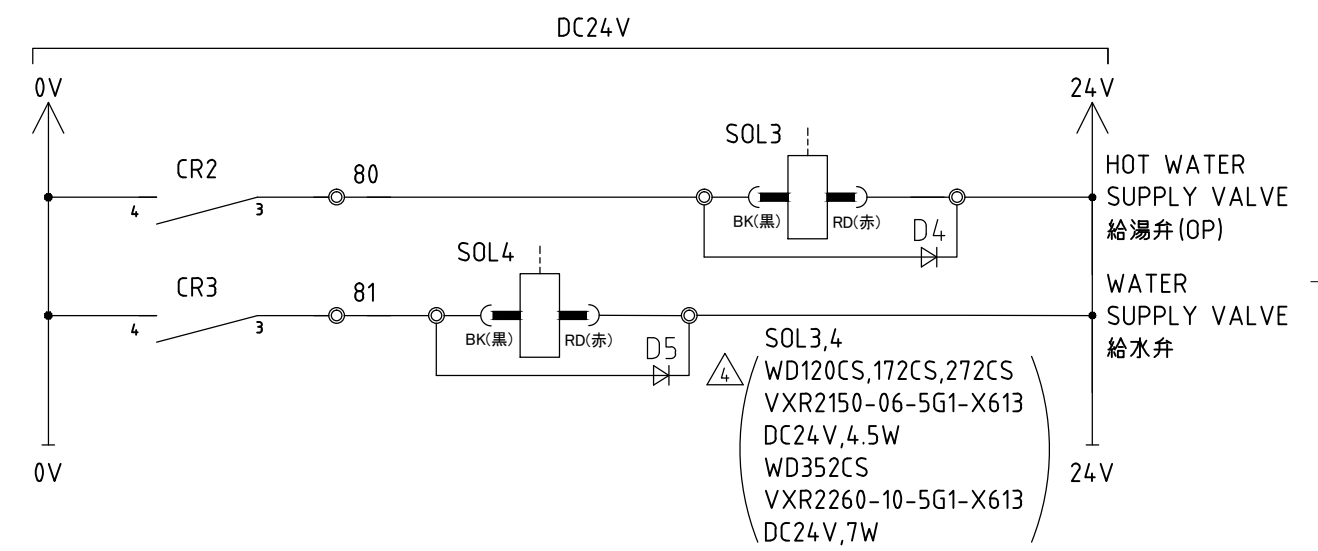 DC24V
0V
24V
SOL3
HOT WATER
CR2
80
SUPPLY VALVE
4
3
BK(黒)
RD(赤)
D4
給湯弁(OP)
SOL4
CR3
81
WATER
SUPPLY VALVE
4
3
BK(黒)
RD(赤)
D5
給水弁
SOL3,4
4
WD120CS,172CS,272CS
VXR2150-06-5G1-X613
DC24V,4.5W
WD352CS
VXR2260-10-5G1-X613
DC24V,7W
0V
24V